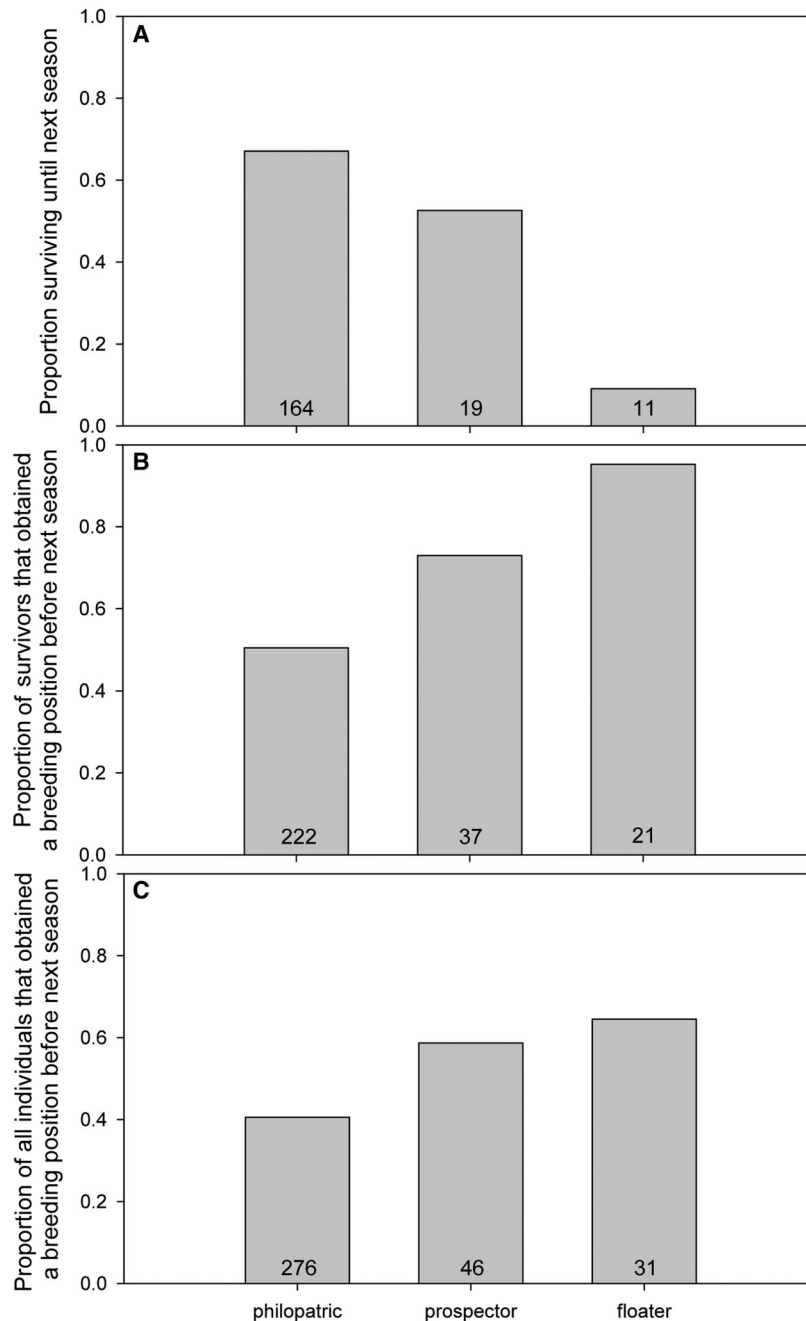 A
Proportion surviving until next season
1.0
0.8
0.6
0.4
0.2
0.0
164
19
11
B
Proportion of survivors that obtained
a breeding position before next season
1.0
0.8
0.6
0.4
0.2
0.0
222
37
21
C
Proportion of all individuals that obtained
a breeding position before next season
1.0
0.8
0.6
0.4
0.2
0.0
276
46
31
philopatric
prospector
floater